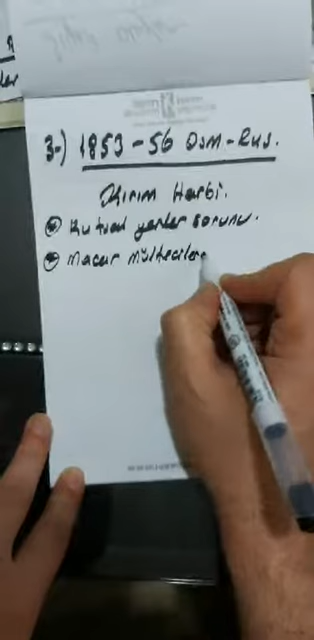 3-) 1853-56 Osm-Rus.
Kırım Harbi.
Kutsal yerler sorunu.
Macar Mültecileri